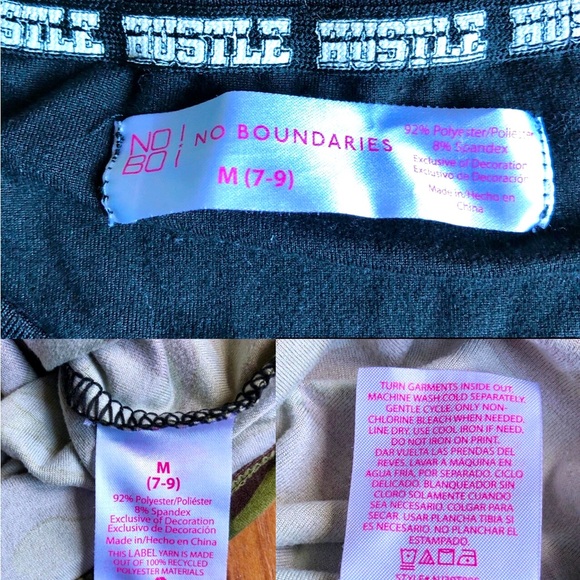 HUSTLE HUSTLE HUSTLE
NO!
BO¡
NO BOUNDARIES
M (7-9)
92% Polyester/Poliéster
8% Spandex
Exclusive of Decoration
Exclusivo de Decoración
Made in/Hecho en
China
M
(7-9)
92% Polyester/Poliéster
8% Spandex
Exclusive of Decoration
Exclusivo de Decoración
Made in/Hecho en China
THIS LABEL YARN IS MADE
OUT OF 100% RECYCLED
POLYESTER MATERIALS
TURN GARMENTS INSIDE OUT.
MACHINE WASH COLD SEPARATELY.
GENTLE CYCLE. ONLY NON-
CHLORINE BLEACH WHEN NEEDED.
LINE DRY. USE COOL IRON IF NEED.
DO NOT IRON ON PRINT.
DAR VUELTA LAS PRENDAS DEL
REVES. LAVAR A MÁQUINA EN
AGUA FRIA, POR SEPARADO. CICLO
DELICADO. BLANQUEADOR SIN
CLORO SOLAMENTE CUANDO
SEA NECESARIO. COLGAR PARA
SECAR. USAR PLANCHA TIBIA SI
ES NECESARIO. NO PLANCHAR EL
ESTAMPADO.